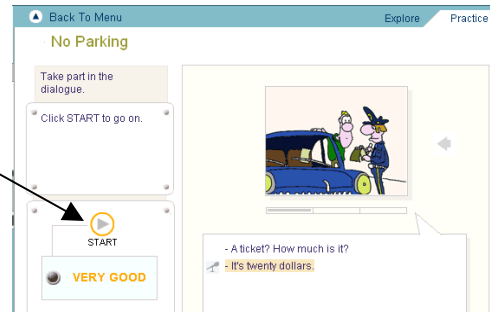 Back To Menu
Explore
Practice
No Parking
Take part in the
dialogue.
Click START to go on.
START
VERY GOOD
- A ticket? How much is it?
- It's twenty dollars.